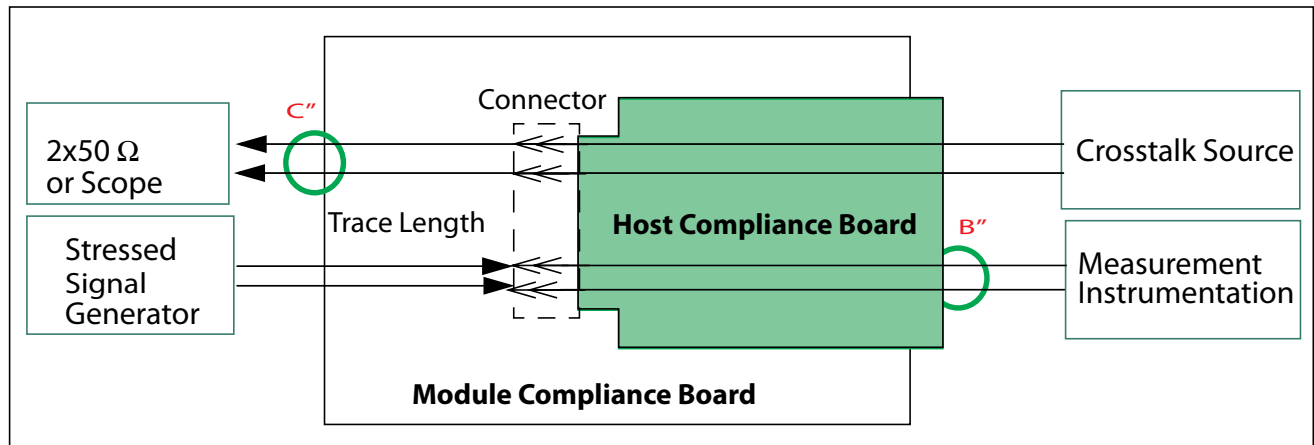 C”
Connector
2x50 Ω
or Scope
Crosstalk Source
Trace Length
Host Compliance Board
B”
Stressed
Signal
Generator
Measurement
Instrumentation
Module Compliance Board